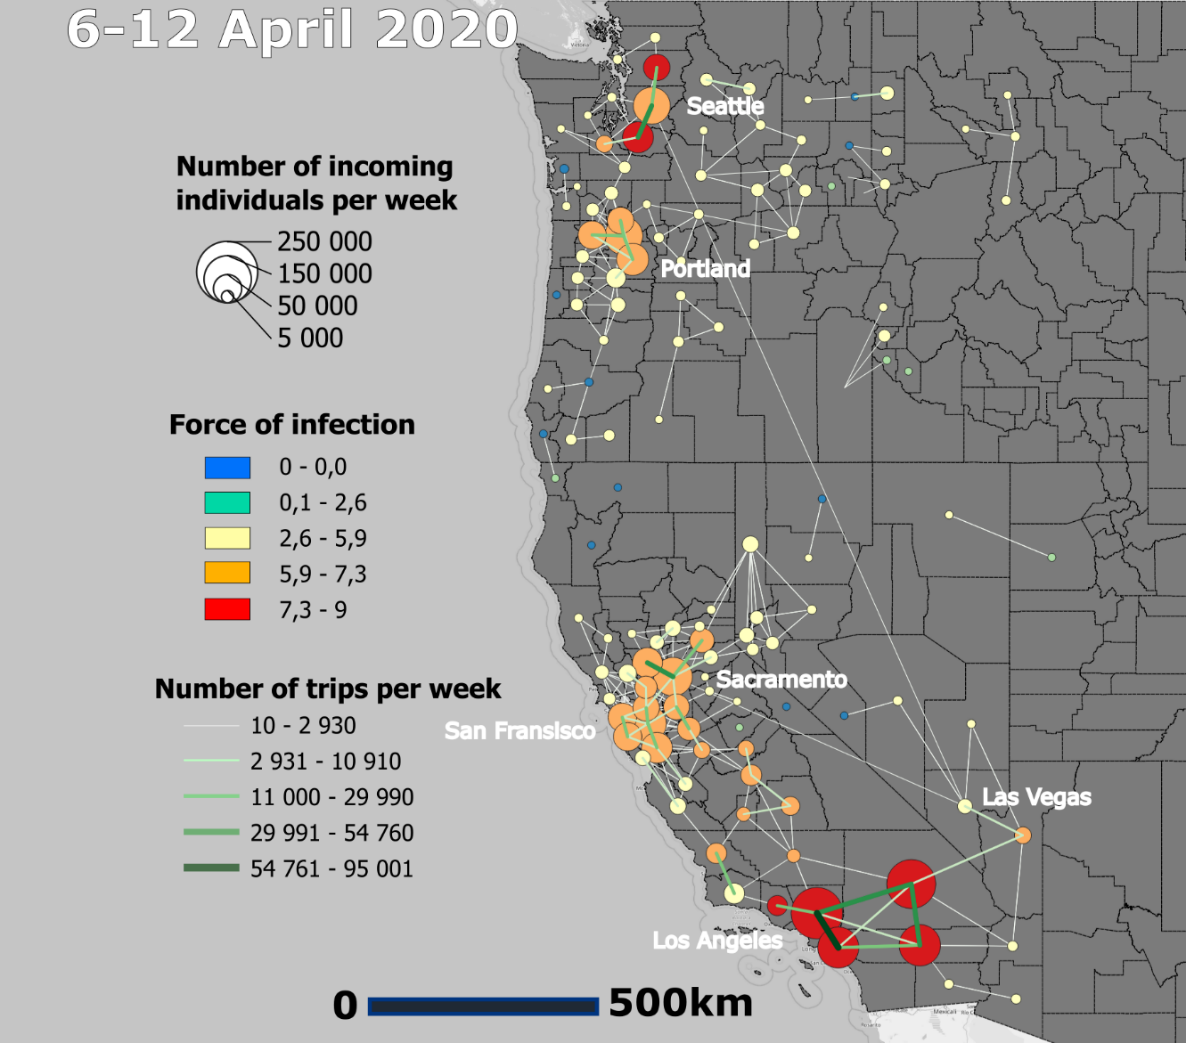 6-12 April 2020
Number of incoming
individuals per week
250 000
150 000
50 000
5 000
Force of infection
0 - 0,0
0,1 - 2,6
2,6 - 5,9
5,9 - 7,3
7,3 - 9
Number of trips per week
10 - 2 930
2 931 - 10 910
11 000 - 29 990
29 991 - 54 760
54 761 - 95 001
Seattle
Portland
Sacramento
San Fransisco
Las Vegas
Los Angeles
0 500km
Mexicali